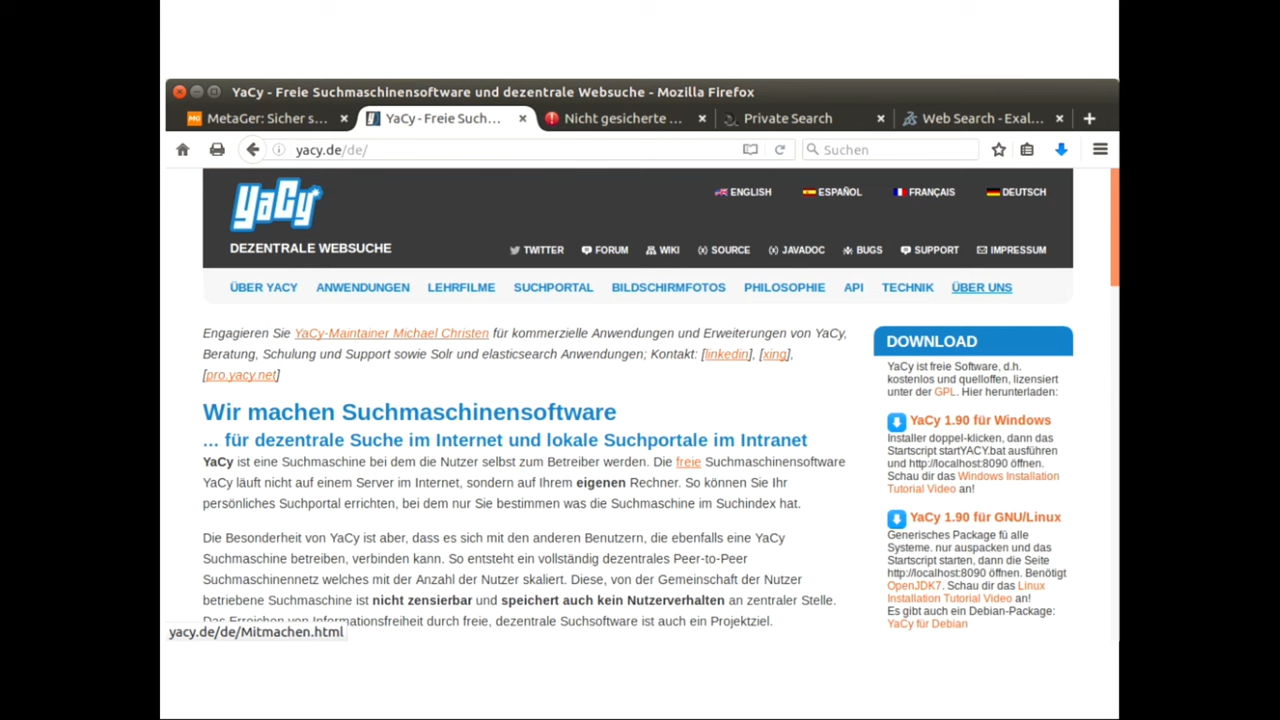 YaCy - Freie Suchmaschinensoftware und dezentrale Websuche - Mozilla Firefox
MetaGer: Sicher s...
YaCy - Freie Such...
Nicht gesicherte ...
Private Search
Web Search - Exal...
yacy.de/de/
Suchen
YaCy
ENGLISH ESPAÑOL FRANÇAIS DEUTSCH
DEZENTRALE WEBSUCHE
TWITTER FORUM WIKI SOURCE JAVADOC BUGS SUPPORT IMPRESSUM
ÜBER YACY ANWENDUNGEN LEHRFILME SUCHPORTAL BILDSCHIRMFOTOS PHILOSOPHIE API TECHNIK ÜBER UNS
Engagieren Sie YaCy-Maintainer Michael Christen für kommerzielle Anwendungen und Erweiterungen von YaCy,
Beratung, Schulung und Support sowie Solr und elasticsearch Anwendungen; Kontakt: [linkedin], [xing],
[pro.yacy.net]
Wir machen Suchmaschinensoftware
... für dezentrale Suche im Internet und lokale Suchportale im Intranet
YaCy ist eine Suchmaschine bei dem die Nutzer selbst zum Betreiber werden. Die freie Suchmaschinensoftware
YaCy läuft nicht auf einem Server im Internet, sondern auf Ihrem eigenen Rechner. So können Sie Ihr
persönliches Suchportal errichten, bei dem nur Sie bestimmen was die Suchmaschine im Suchindex hat.
Die Besonderheit von YaCy ist aber, dass es sich mit den anderen Benutzern, die ebenfalls eine YaCy
Suchmaschine betreiben, verbinden kann. So entsteht ein vollständig dezentrales Peer-to-Peer
Suchmaschinennetz welches mit der Anzahl der Nutzer skaliert. Diese, von der Gemeinschaft der Nutzer
betriebene Suchmaschine ist nicht zensierbar und speichert auch kein Nutzerverhalten an zentraler Stelle.
Das Erreichen von Informationsfreiheit durch freie, dezentrale Suchsoftware ist auch ein Projektziel.
DOWNLOAD
YaCy ist freie Software, d.h.
kostenlos und quelloffen, lizensiert
unter der GPL. Hier herunterladen:
YaCy 1.90 für Windows
Installer doppel-klicken, dann das
Startscript startYACY.bat ausführen
und http://localhost:8090 öffnen.
Schau dir das Windows Installation
Tutorial Video an!
YaCy 1.90 für GNU/Linux
Generisches Package fü alle
Systeme. nur auspacken und das
Startscript starten, dann die Seite
http://localhost:8090 öffnen. Benötigt
OpenJDK7. Schau dir das Linux
Installation Tutorial Video an!
Es gibt auch ein Debian-Package:
YaCy für Debian
yacy.de/de/Mitmachen.html